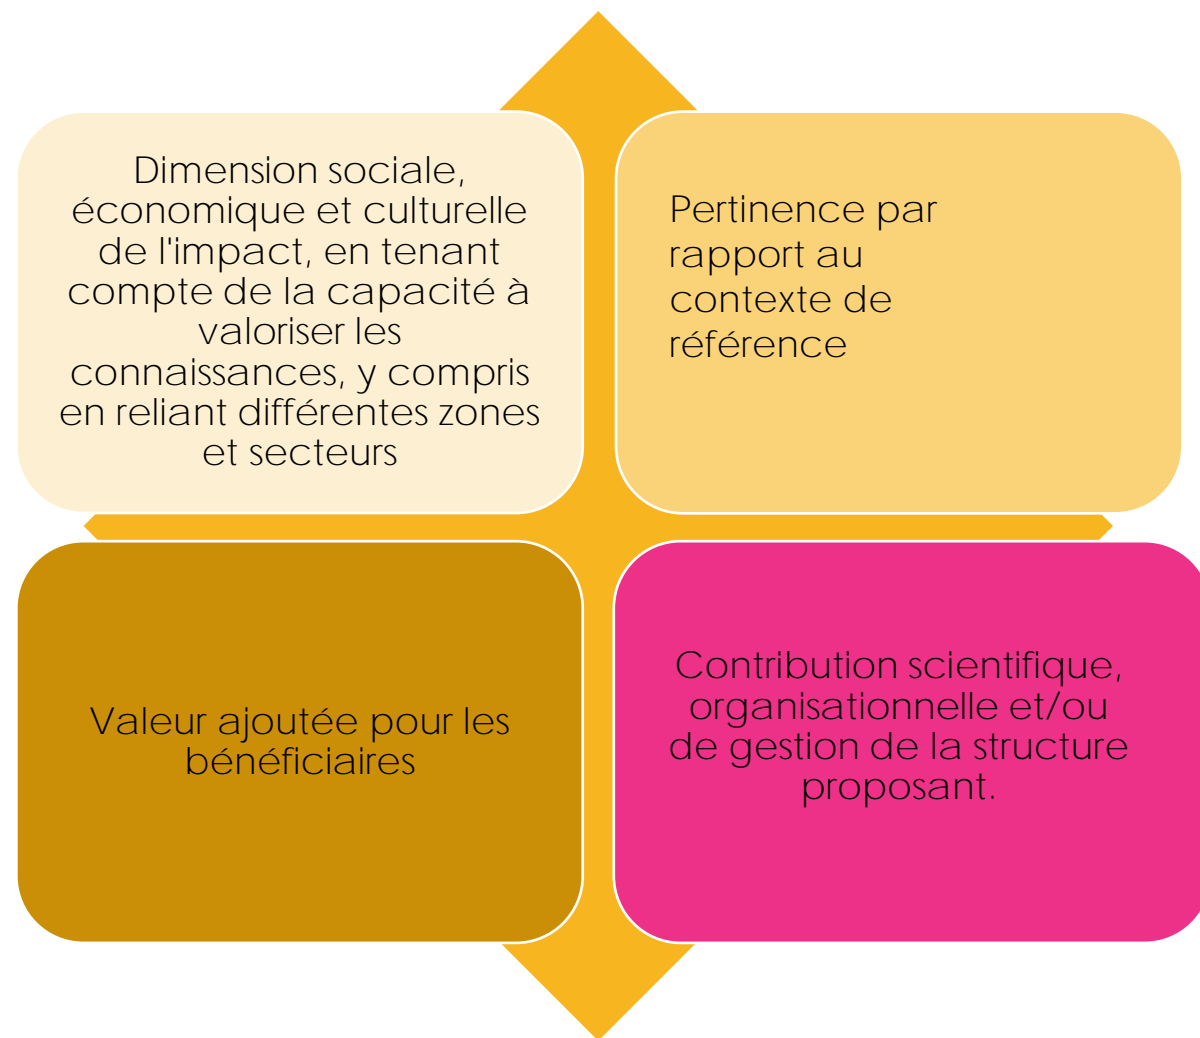 Dimension sociale,
économique et culturelle
de l'impact, en tenant
compte de la capacité à
valoriser les
connaissances, y compris
en reliant différentes zones
et secteurs
Pertinence par
rapport au
contexte de
référence
Valeur ajoutée pour les
bénéficiaires
Contribution scientifique,
organisationnelle et/ou
de gestion de la structure
proposant.